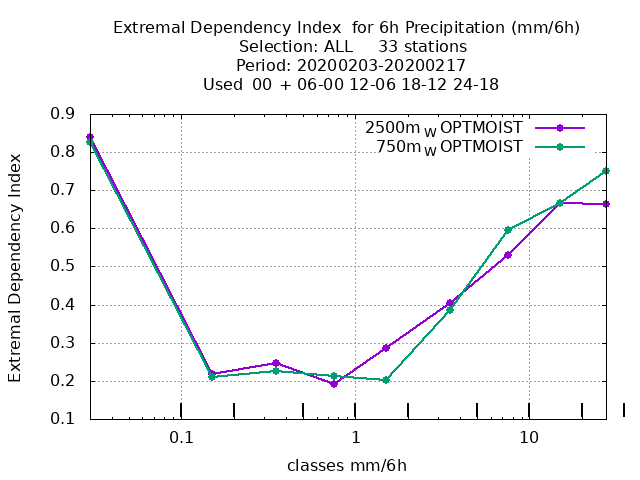 Extremal Dependency Index  for 6h Precipitation (mm/6h)
Selection: ALL     33 stations
Period: 20200203-20200217
Used  00  + 06-00 12-06 18-12 24-18
2500m W OPTMOIST
750m W OPTMOIST
Extremal Dependency Index
0.9
0.8
0.7
0.6
0.5
0.4
0.3
0.2
0.1
0.1
1
10
classes mm/6h